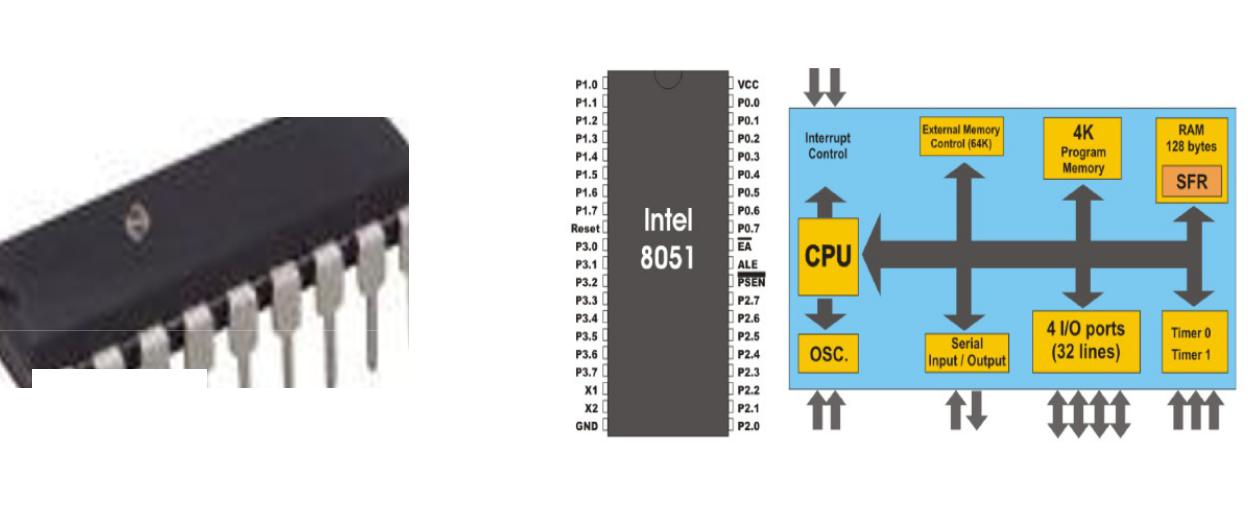 P1.0
P1.1
P1.2
P1.3
P1.4
P1.5
P1.6
P1.7
Reset
P3.0
P3.1
P3.2
P3.3
P3.4
P3.5
P3.6
P3.7
X1
X2
GND
Intel
8051
VCC
P0.0
P0.1
P0.2
P0.3
P0.4
P0.5
P0.6
P0.7
EA
ALE
PSEN
P2.7
P2.6
P2.5
P2.4
P2.3
P2.2
P2.1
P2.0
Interrupt
Control
External Memory
Control (64K)
4K
Program
Memory
RAM
128 bytes
SFR
CPU
OSC.
Serial
Input / Output
4 I/O ports
(32 lines)
Timer 0
Timer 1